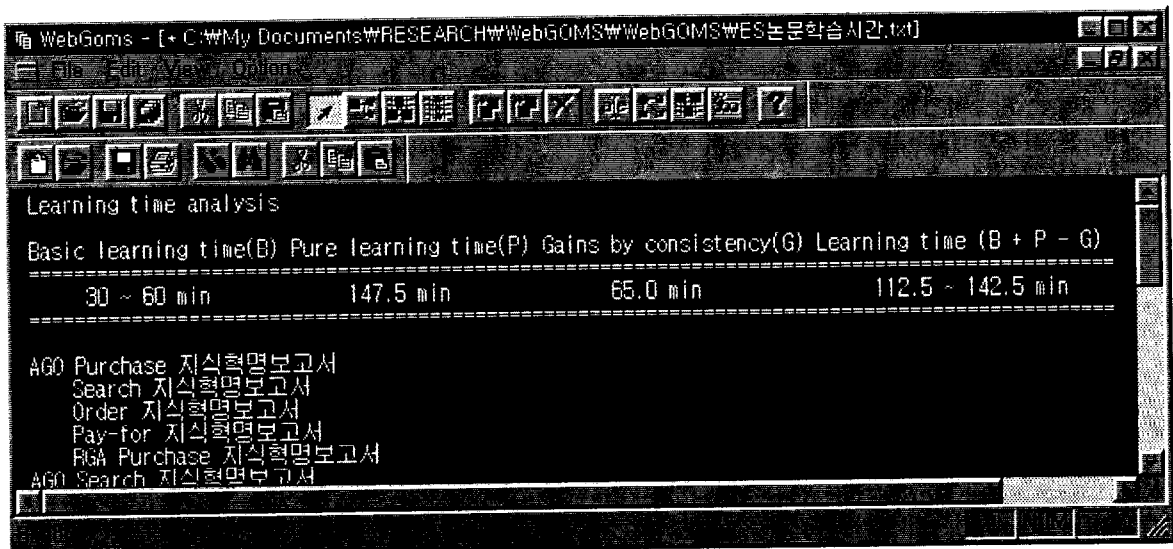 WebGoms - [+ C:₩My Documents₩RESEARCH₩WebGOMS₩WebGOMS₩ES논문학습시간.txt]
File Edit View Option
Learning time analysis
Basic learning time(B) Pure learning time(P) Gains by consistency(G) Learning time (B + P - G)
30 ~ 60 min 147.5 min 65.0 min 112.5 ~ 142.5 min
AGO Purchase 지식혁명보고서
Search 지식혁명보고서
Order 지식혁명보고서
Pay-for 지식혁명보고서
RGA Purchase 지식혁명보고서
AGO Search 지식혁명보고서